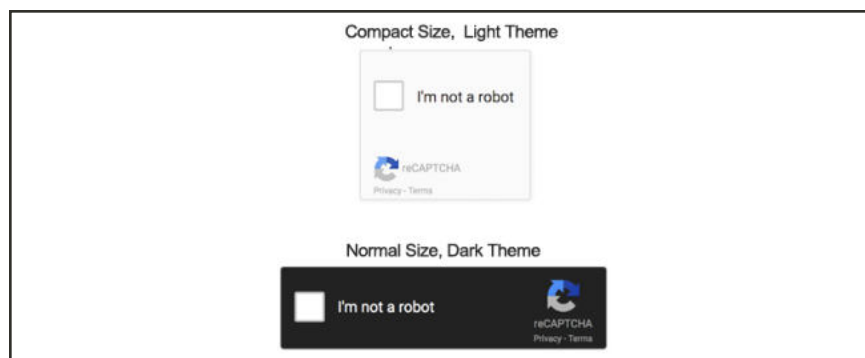 Compact Size, Light Theme
I'm not a robot
reCAPTCHA
Privacy - Terms
Normal Size, Dark Theme
I'm not a robot
reCAPTCHA
Privacy - Terms